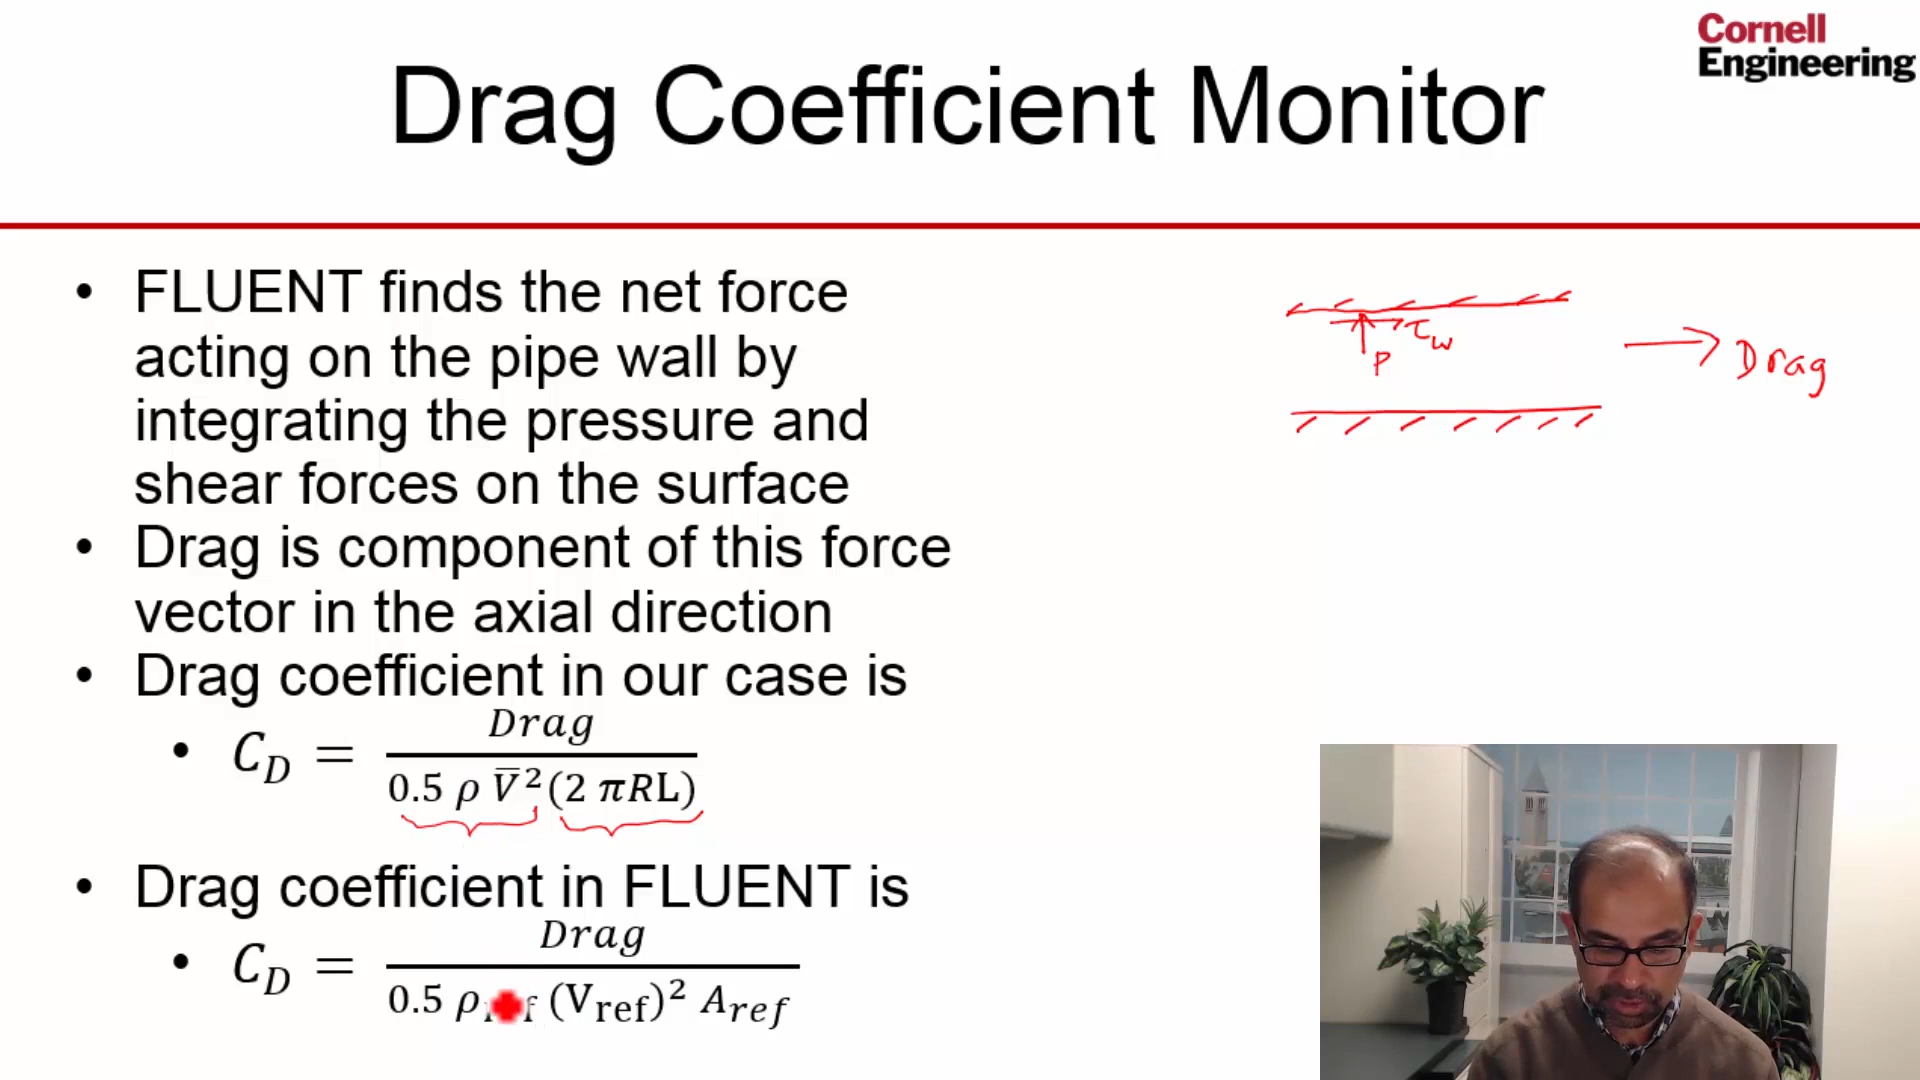 Cornell
Engineering
Drag Coefficient Monitor
• FLUENT finds the net force
acting on the pipe wall by
integrating the pressure and
shear forces on the surface
• Drag is component of this force
vector in the axial direction
• Drag coefficient in our case is
• C_D = Drag / 0.5 ρ V̅² (2 πRL)
• Drag coefficient in FLUENT is
• C_D = Drag / 0.5 ρ (V_ref)² A_ref
τ_w
P
Drag